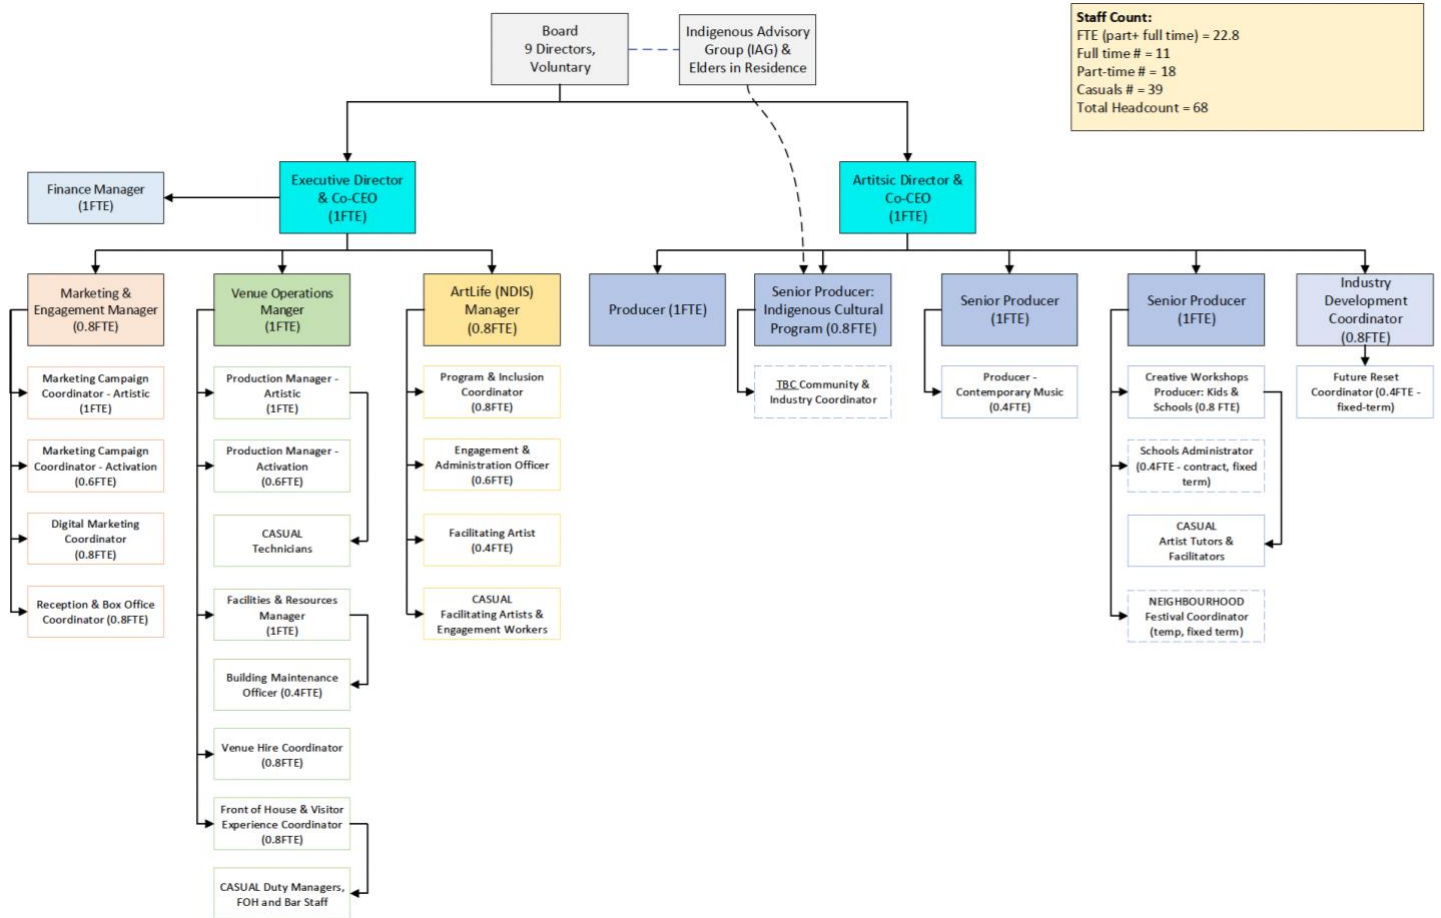 Board
9 Directors,
Voluntary
Indigenous Advisory
Group (IAG) &
Elders in Residence
Staff Count:
FTE (part+ full time) = 22.8
Full time # = 11
Part-time # = 18
Casuals # = 39
Total Headcount = 68
Finance Manager
(1FTE)
Executive Director
& Co-CEO
(1FTE)
Artitsic Director &
Co-CEO
(1FTE)
Marketing &
Engagement Manager
(0.8FTE)
Marketing Campaign
Coordinator - Artistic
(1FTE)
Marketing Campaign
Coordinator - Activation
(0.6FTE)
Digital Marketing
Coordinator
(0.8FTE)
Reception & Box Office
Coordinator (0.8FTE)
Venue Operations
Manger
(1FTE)
Production Manager -
Artistic
(1FTE)
Production Manager -
Activation
(0.6FTE)
CASUAL
Technicians
Facilities & Resources
Manager
(1FTE)
Building Maintenance
Officer (0.4FTE)
Venue Hire Coordinator
(0.8FTE)
Front of House & Visitor
Experience Coordinator
(0.8FTE)
CASUAL Duty Managers,
FOH and Bar Staff
ArtLife (NDIS)
Manager
(0.8FTE)
Program & Inclusion
Coordinator
(0.8FTE)
Engagement &
Administration Officer
(0.6FTE)
Facilitating Artist
(0.4FTE)
CASUAL
Facilitating Artists &
Engagement Workers
Producer (1FTE)
Senior Producer:
Indigenous Cultural
Program (0.8FTE)
TBC Community &
Industry Coordinator
Senior Producer
(1FTE)
Producer -
Contemporary Music
(0.4FTE)
Senior Producer
(1FTE)
Creative Workshops
Producer: Kids &
Schools (0.8 FTE)
Schools Administrator
(0.4FTE - contract, fixed
term)
CASUAL
Artist Tutors &
Facilitators
NEIGHBOURHOOD
Festival Coordinator
(temp, fixed term)
Industry
Development
Coordinator
(0.8FTE)
Future Reset
Coordinator (0.4FTE -
fixed-term)